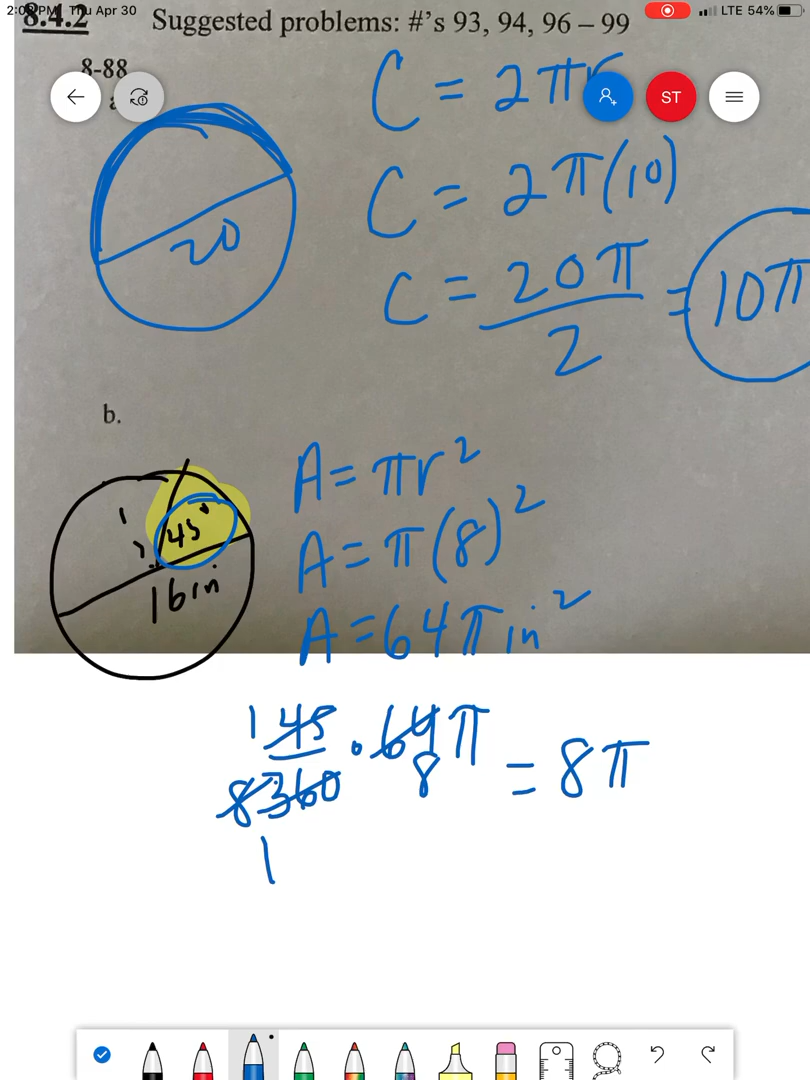 2:03 PM Thu Apr 30
LTE 54%
8.4.2 Suggested problems: #'s 93, 94, 96 – 99
8-88
ST
C = 2πr
20
C = 2π(10)
C = 20π/2 = 10π
b.
45°
16in
A = πr²
A = π(8)²
A = 64π in²
1 45 · 64π
8 360 8 = 8π
1